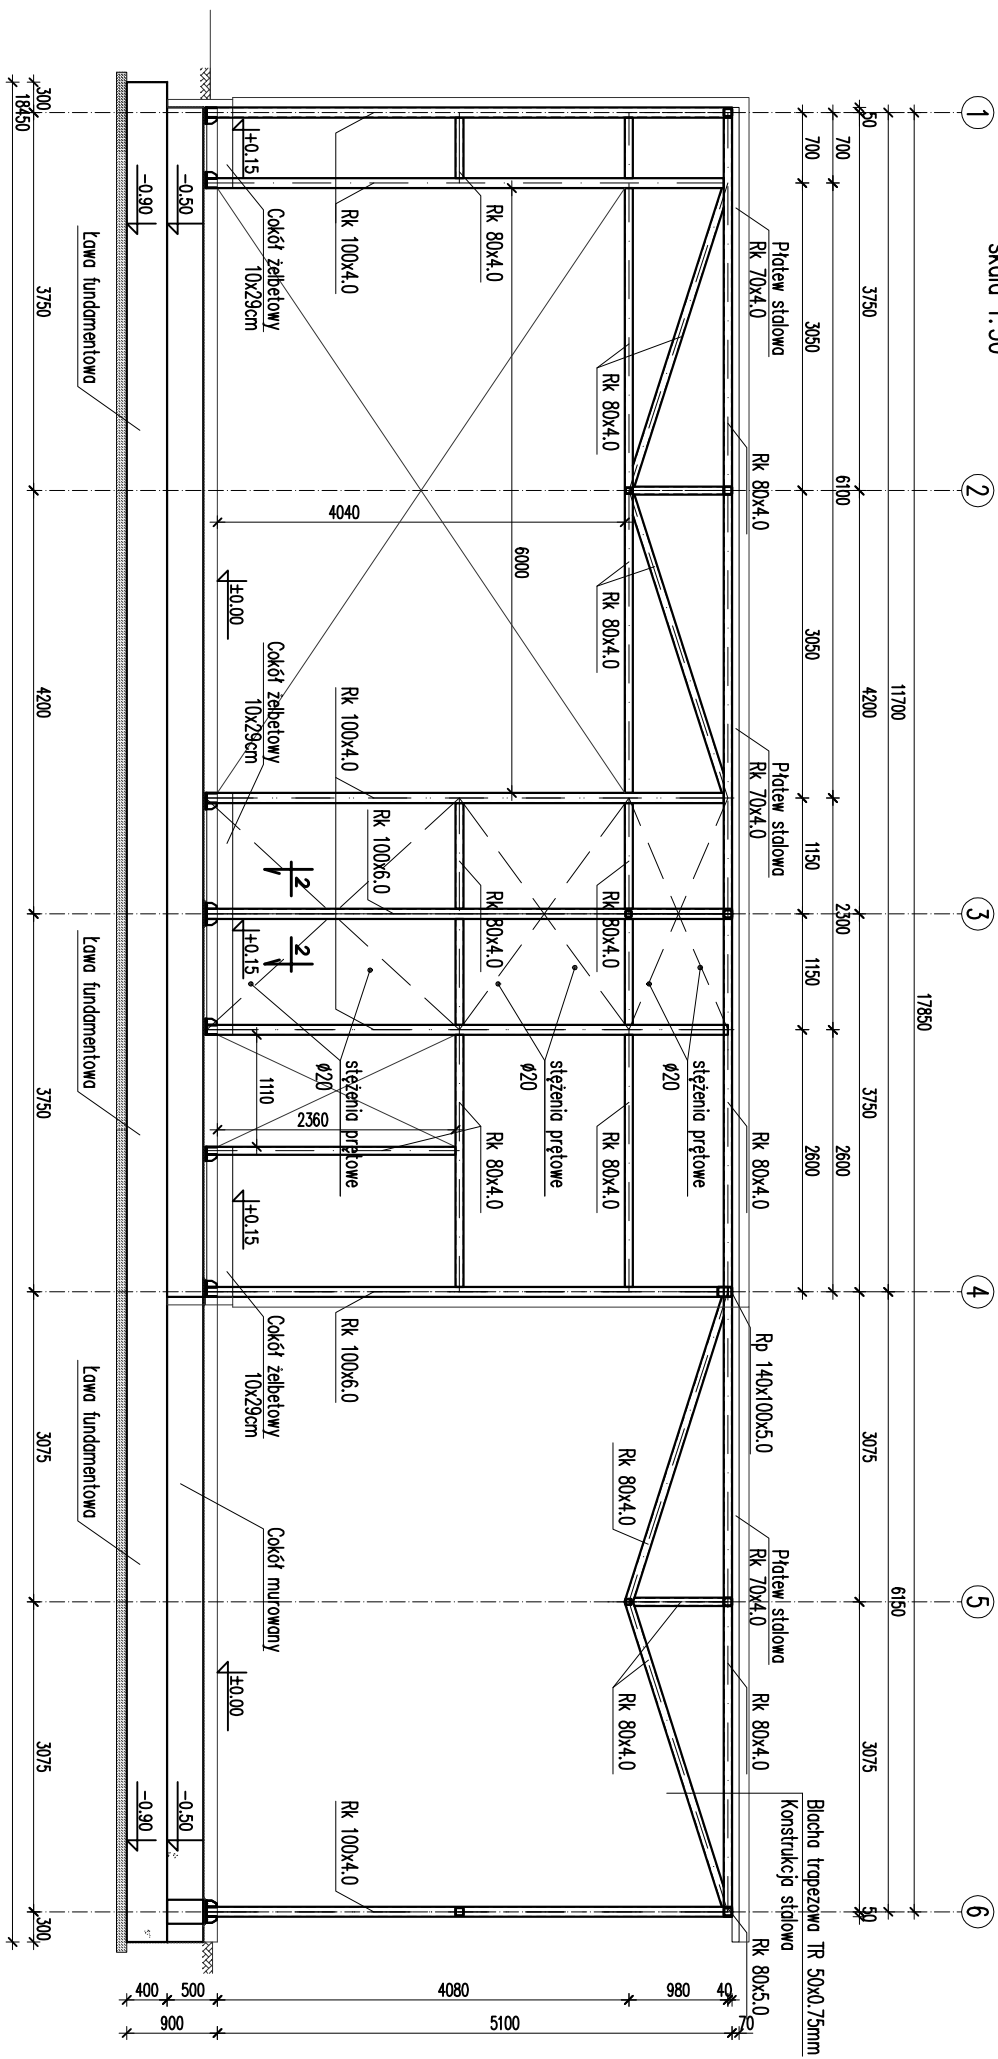 skala 1:50
1
2
3
4
5
6
17850
11700
6150
50
3750
4200
3750
3075
3075
50
700
6100
2300
2600
700
3050
3050
1150
1150
2600
Płatew stalowa
Rk 70x4.0
Rk 80x4.0
Płatew stalowa
Rk 70x4.0
Rk 80x4.0
Rp 140x100x5.0
Płatew stalowa
Rk 70x4.0
Rk 80x4.0
Blacha trapezowa TR 50x0.75mm
Konstrukcja stalowa
Rk 80x5.0
Rk 80x4.0
Rk 80x4.0
Rk 80x4.0
stężenia prętowe
ø20
Rk 80x4.0
Rk 80x4.0
Rk 80x4.0
Rk 80x4.0
6000
Rk 80x4.0
stężenia prętowe
ø20
Rk 80x4.0
4040
Rk 100x4.0
Rk 100x4.0
Rk 100x6.0
stężenia prętowe
ø20
2360
1110
Rk 100x6.0
Rk 100x4.0
2
2
+0.15
Cokół żelbetowy
10x29cm
±0.00
Cokół żelbetowy
10x29cm
+0.15
+0.15
Cokół żelbetowy
10x29cm
Cokół murowany
±0.00
-0.50
-0.90
-0.50
-0.90
Ława fundamentowa
Ława fundamentowa
Ława fundamentowa
300
3750
4200
3750
3075
3075
300
18450
400
500
4080
980
40
900
5100
70